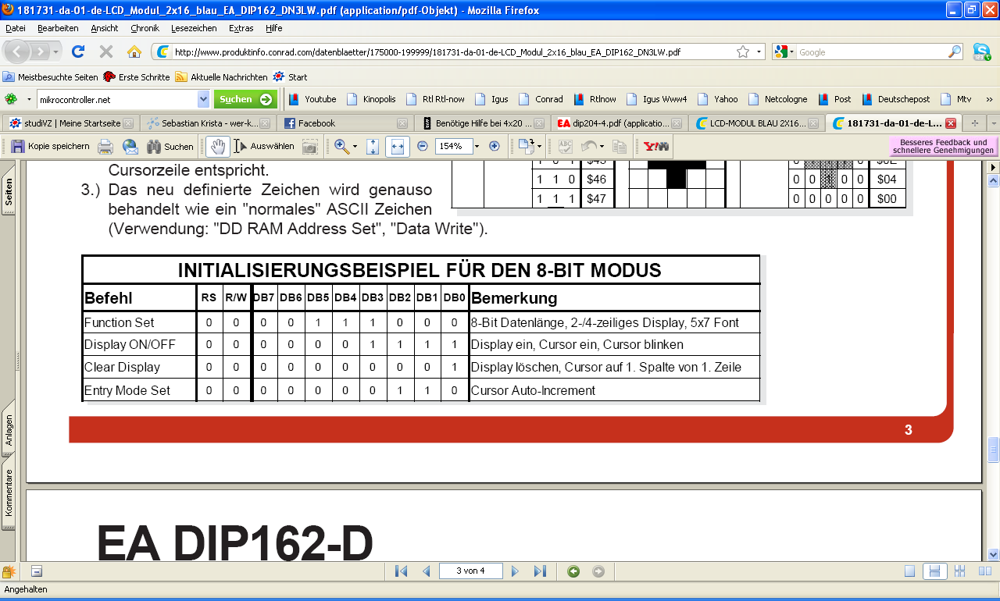 181731-da-01-de-LCD_Modul_2x16_blau_EA_DIP162_DN3LW.pdf (application/pdf-Objekt) - Mozilla Firefox
Datei Bearbeiten Ansicht Chronik Lesezeichen Extras Hilfe
http://www.produktinfo.conrad.com/datenblaetter/175000-199999/181731-da-01-de-LCD_Modul_2x16_blau_EA_DIP162_DN3LW.pdf Google
Meistbesuchte Seiten Erste Schritte Aktuelle Nachrichten Start
mikrocontroller.net Suchen Youtube Kinopolis Rtl Rtl-now Igus Conrad Rtlnow Igus Www4 Yahoo Netzologne Post Deutschepost Mtv »
studiVZ | Meine Startseite Sebastian Krista - wer-k... Facebook Benötige Hilfe bei 4x20 ... dip204-4.pdf (applicatio... LCD-MODUL BLAU 2X16... 181731-da-01-de-L...
Kopie speichern Suchen Auswählen 154% Besseres Feedback und
schnellere Genehmigungen
Seiten
Anlagen
Kommentare
Cursorzeile entspricht.
3.) Das neu definierte Zeichen wird genauso
behandelt wie ein "normales" ASCII Zeichen
(Verwendung: "DD RAM Address Set", "Data Write").
1 0 1 $45 0 $0E
1 1 0 $46 0 0 0 0 $04
1 1 1 $47 0 0 0 0 0 $00
INITIALISIERUNGSBEISPIEL FÜR DEN 8-BIT MODUS
Befehl RS R/W DB7 DB6 DB5 DB4 DB3 DB2 DB1 DB0 Bemerkung
Function Set 0 0 0 0 1 1 1 0 0 0 8-Bit Datenlänge, 2-/4-zeiliges Display, 5x7 Font
Display ON/OFF 0 0 0 0 0 0 1 1 1 1 Display ein, Cursor ein, Cursor blinken
Clear Display 0 0 0 0 0 0 0 0 0 1 Display löschen, Cursor auf 1. Spalte von 1. Zeile
Entry Mode Set 0 0 0 0 0 0 0 1 1 0 Cursor Auto-Increment
3
EA DIP162-D
3 von 4
Angehalten